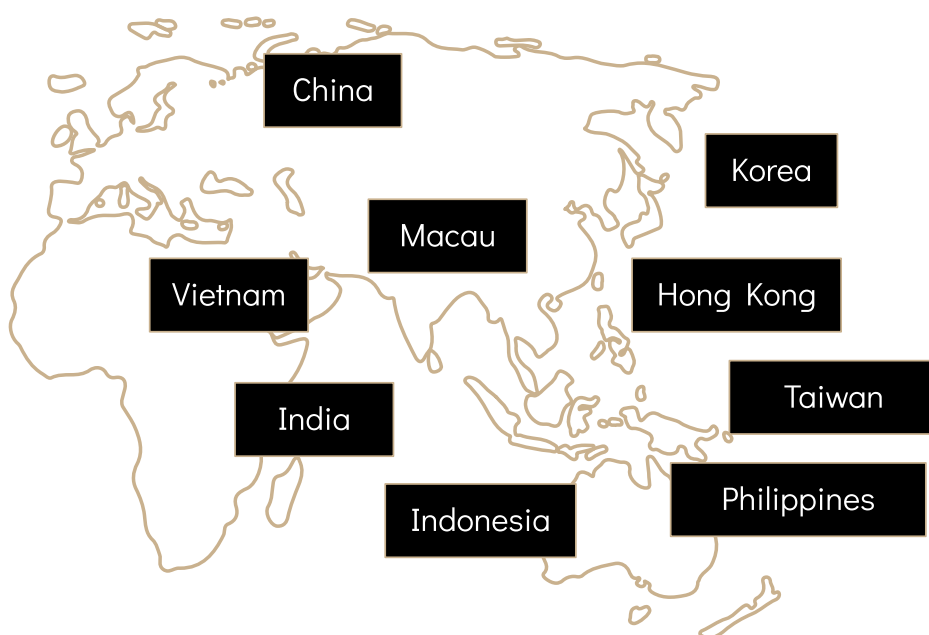 China
Korea
Macau
Vietnam
Hong Kong
Taiwan
India
Philippines
Indonesia